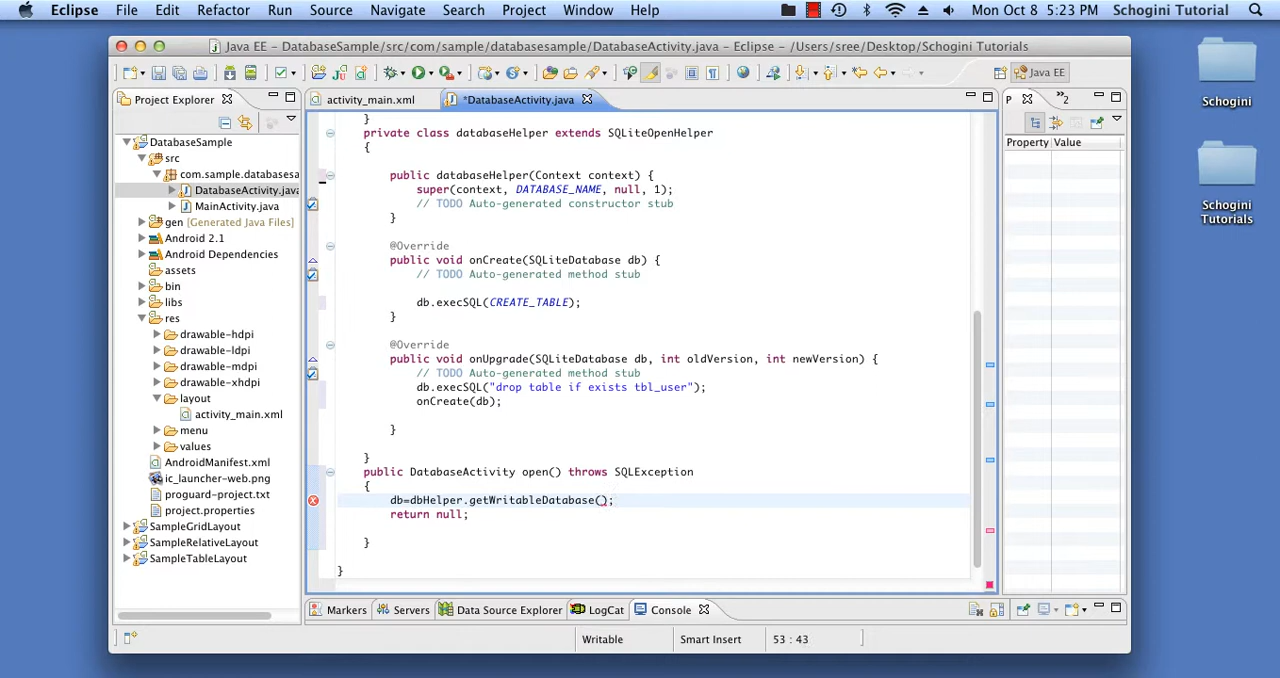 Eclipse File Edit Refactor Run Source Navigate Search Project Window Help Mon Oct 8 5:23 PM Schogini Tutorial
Java EE – DatabaseSample/src/com/sample/databasesample/DatabaseActivity.java – Eclipse – /Users/sree/Desktop/Schogini Tutorials
Java EE
Project Explorer
activity_main.xml *DatabaseActivity.java
P 2
Property Value
DatabaseSample
src
com.sample.databasesa
DatabaseActivity.java
MainActivity.java
gen [Generated Java Files]
Android 2.1
Android Dependencies
assets
bin
libs
res
drawable-hdpi
drawable-ldpi
drawable-mdpi
drawable-xhdpi
layout
activity_main.xml
menu
values
AndroidManifest.xml
ic_launcher-web.png
proguard-project.txt
project.properties
SampleGridLayout
SampleRelativeLayout
SampleTableLayout
}
private class databaseHelper extends SQLiteOpenHelper
{
public databaseHelper(Context context) {
super(context, DATABASE_NAME, null, 1);
// TODO Auto-generated constructor stub
}
@Override
public void onCreate(SQLiteDatabase db) {
// TODO Auto-generated method stub
db.execSQL(CREATE_TABLE);
}
@Override
public void onUpgrade(SQLiteDatabase db, int oldVersion, int newVersion) {
// TODO Auto-generated method stub
db.execSQL("drop table if exists tbl_user");
onCreate(db);
}
}
public DatabaseActivity open() throws SQLException
{
db=dbHelper.getWritableDatabase();
return null;
}
}
Markers Servers Data Source Explorer LogCat Console
Writable Smart Insert 53 : 43
Schogini
Schogini
Tutorials